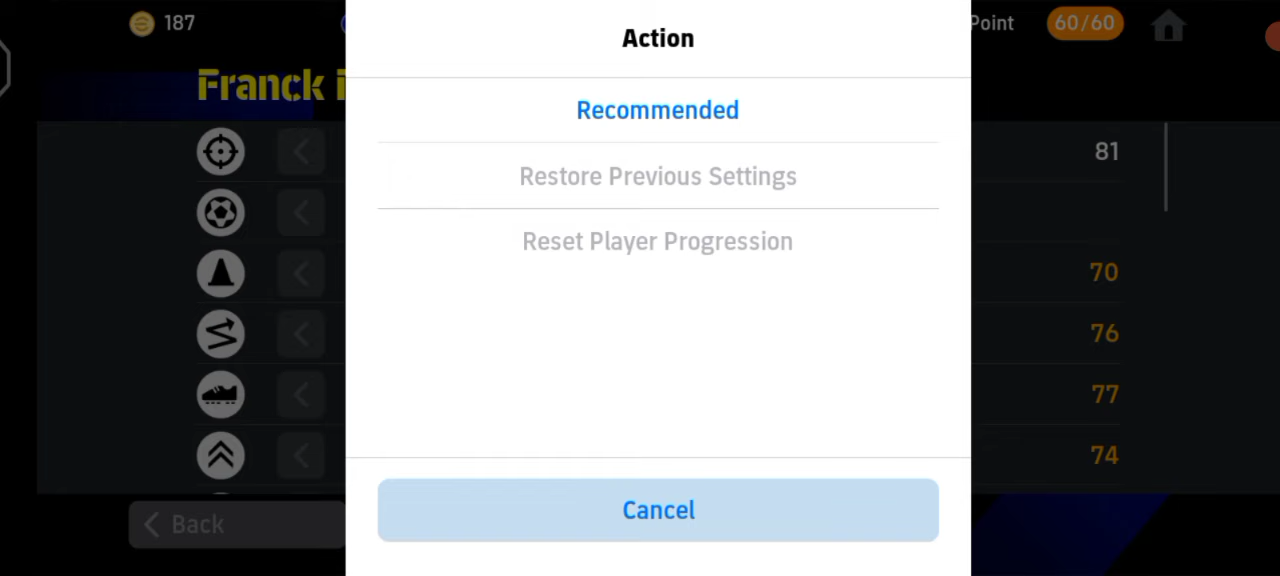 187
Action
Point
60/60
Franck
Recommended
81
Restore Previous Settings
Reset Player Progression
70
76
77
74
Cancel
Back